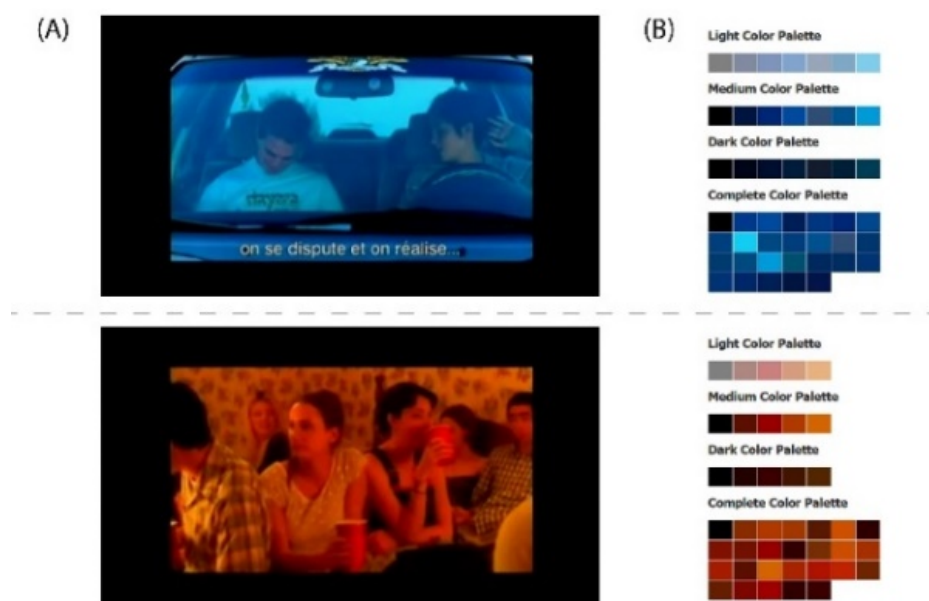 (A)
(B)
Light Color Palette
Medium Color Palette
Dark Color Palette
Complete Color Palette
on se dispute et on réalise...
Light Color Palette
Medium Color Palette
Dark Color Palette
Complete Color Palette